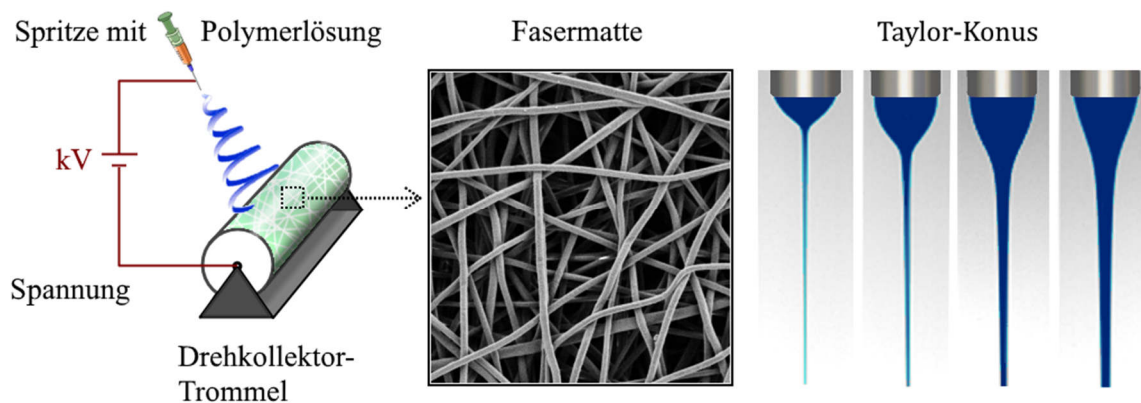 Spritze mit Polymerlösung
kV
Spannung
Drehkollektor-
Trommel
Fasermatte
Taylor-Konus